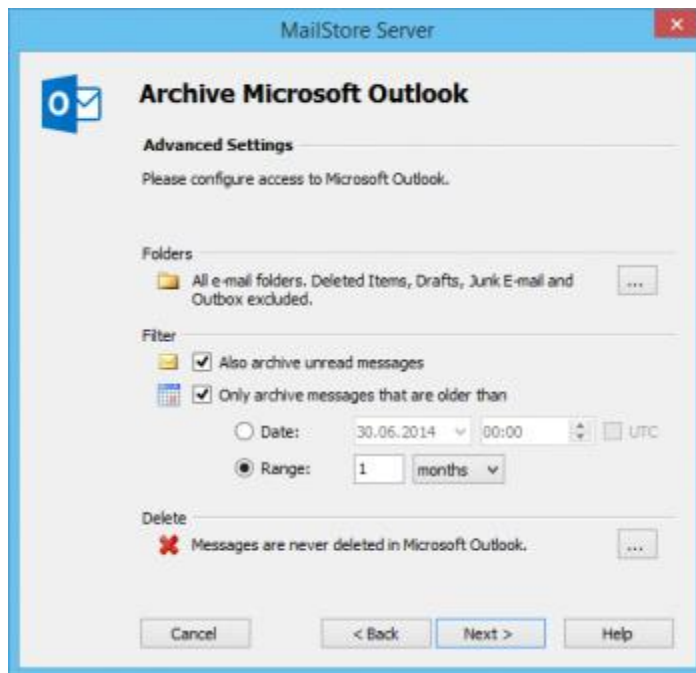 MailStore Server
Archive Microsoft Outlook
Advanced Settings
Please configure access to Microsoft Outlook.
Folders
All e-mail folders. Deleted Items, Drafts, Junk E-mail and
Outbox excluded.
...
Filter
Also archive unread messages
Only archive messages that are older than
Date: 30.06.2014 00:00 UTC
Range: 1 months
Delete
Messages are never deleted in Microsoft Outlook. ...
Cancel < Back Next > Help